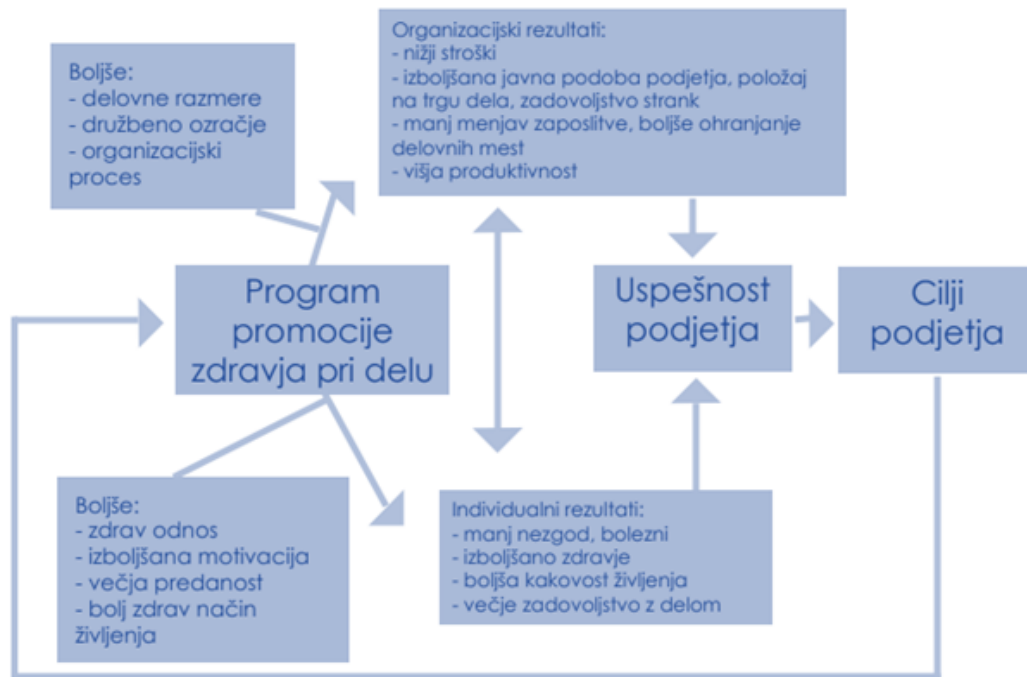 Boljše:
- delovne razmere
- družbeno ozračje
- organizacijski
proces
Organizacijski rezultati:
- nižji stroški
- izboljšana javna podoba podjetja, položaj
na trgu dela, zadovoljstvo strank
- manj menjav zaposlitve, boljše ohranjanje
delovnih mest
- višja produktivnost
Program
promocije
zdravja pri delu
Uspešnost
podjetja
Cilji
podjetja
Boljše:
- zdrav odnos
- izboljšana motivacija
- večja predanost
- bolj zdrav način
življenja
Individualni rezultati:
- manj nezgod, bolezni
- izboljšano zdravje
- boljša kakovost življenja
- večje zadovoljstvo z delom